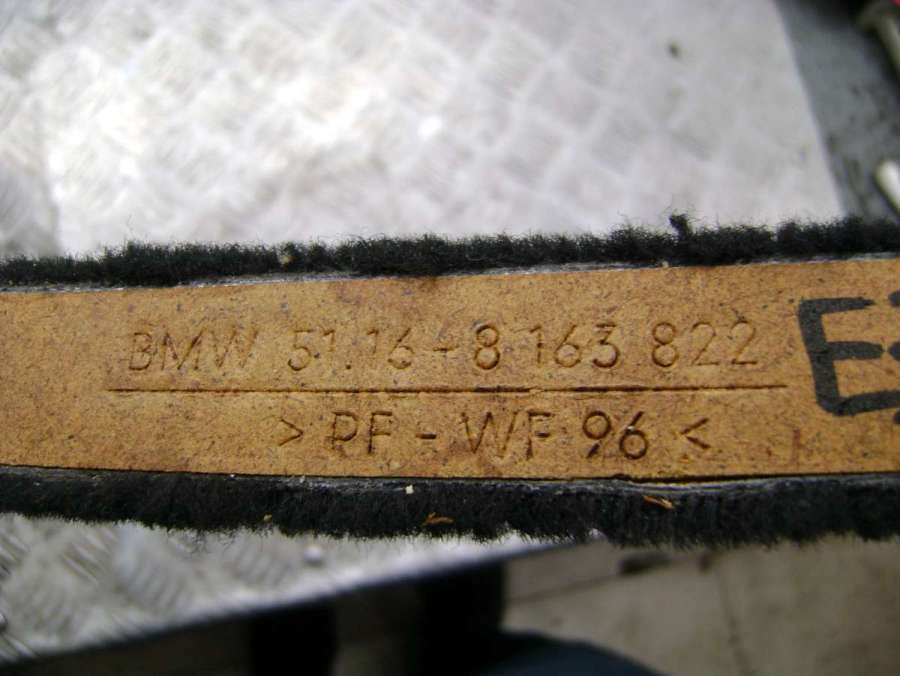 BMW 51.16-8 163 822
> PF - WF 96 <
E